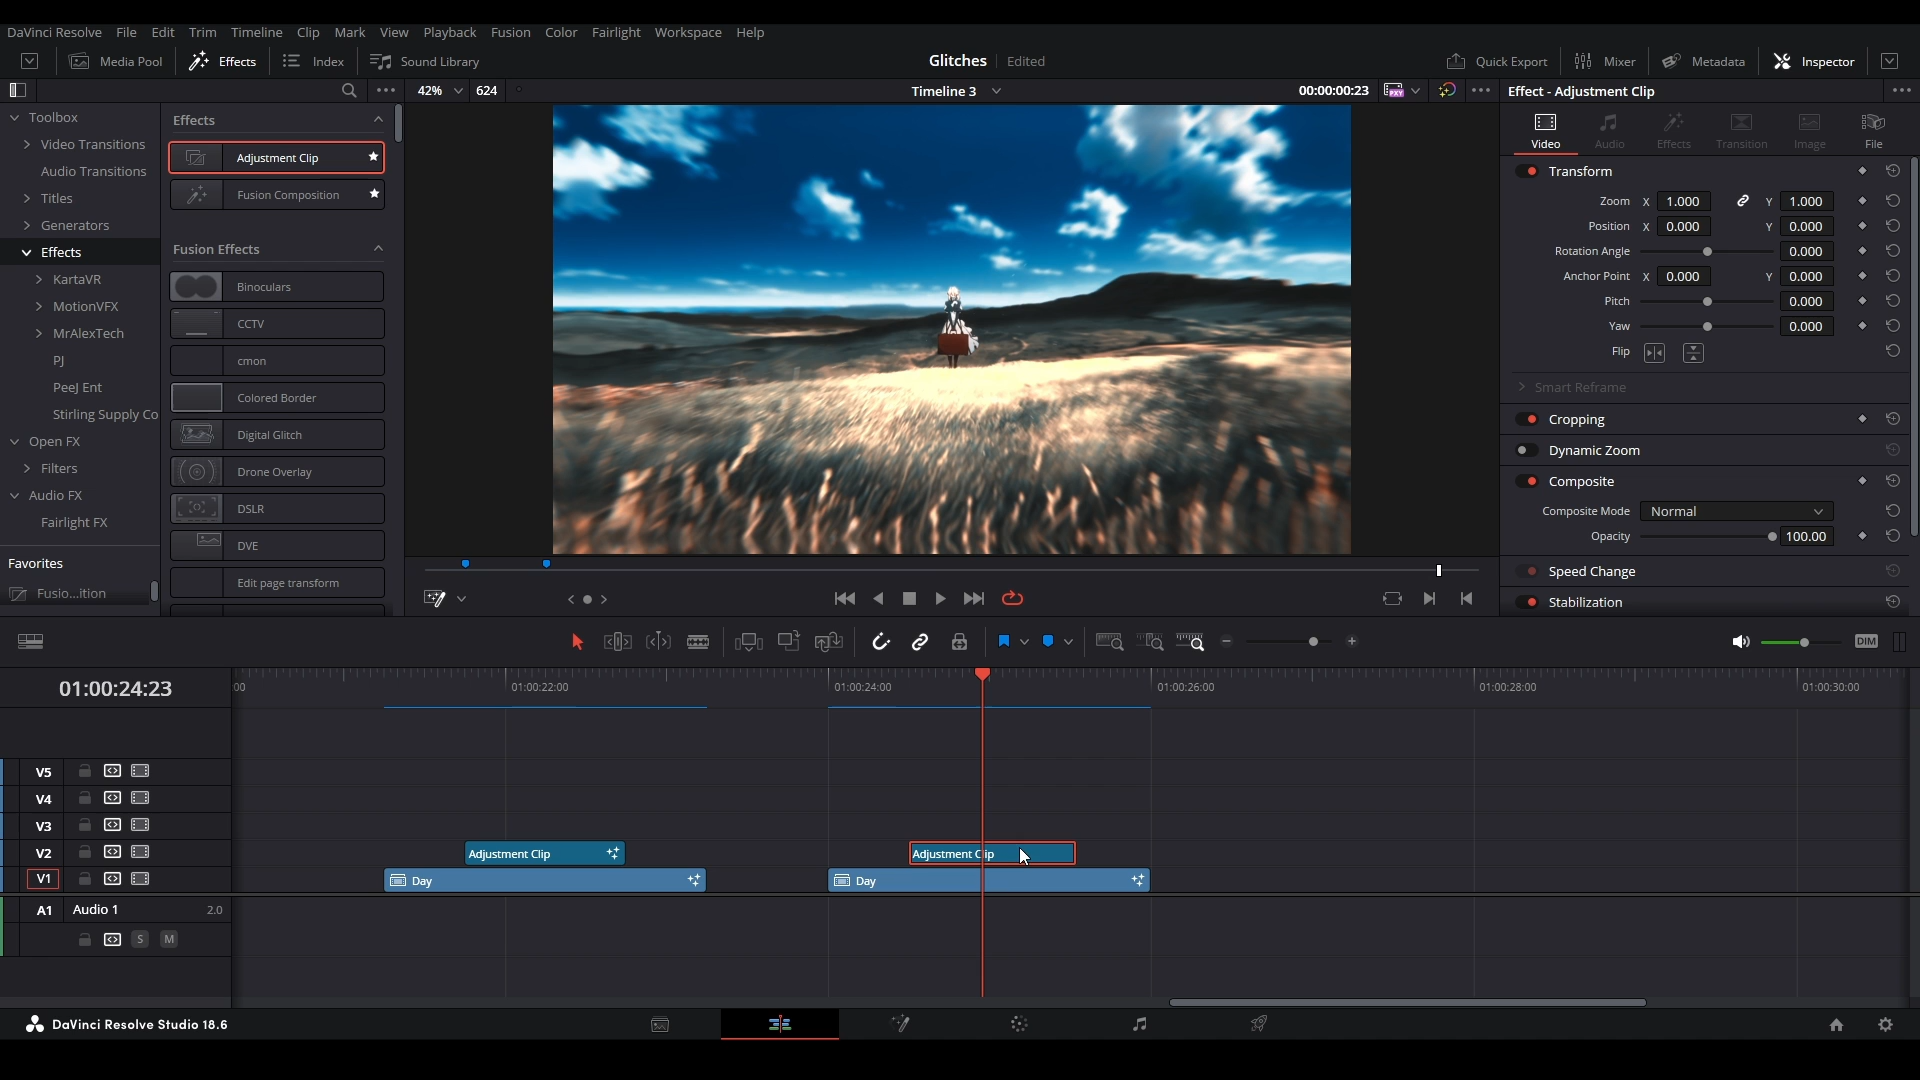 DaVinci Resolve File Edit Trim Timeline Clip Mark View Playback Fusion Color Fairlight Workspace Help
Media Pool Effects Index Sound Library Glitches Edited Quick Export Mixer Metadata Inspector
42% 624 Timeline 3 00:00:00:23 PXY Effect - Adjustment Clip
Toolbox
Video Transitions
Audio Transitions
Titles
Generators
Effects
KartaVR
MotionVFX
MrAlexTech
PJ
PeeJ Ent
Stirling Supply Co
Open FX
Filters
Audio FX
Fairlight FX
Favorites
Fusio...ition
Effects
Adjustment Clip
Fusion Composition
Fusion Effects
Binoculars
CCTV
cmon
Colored Border
Digital Glitch
Drone Overlay
DSLR
DVE
Edit page transform
Video Audio Effects Transition Image File
Transform
Zoom X 1.000 Y 1.000
Position X 0.000 Y 0.000
Rotation Angle 0.000
Anchor Point X 0.000 Y 0.000
Pitch 0.000
Yaw 0.000
Flip
Smart Reframe
Cropping
Dynamic Zoom
Composite
Composite Mode Normal
Opacity 100.00
Speed Change
Stabilization
DIM
01:00:24:23 00 01:00:22:00 01:00:24:00 01:00:26:00 01:00:28:00 01:00:30:00
V5
V4
V3
V2 Adjustment Clip Adjustment Clip
V1 Day Day
A1 Audio 1 2.0
S M
DaVinci Resolve Studio 18.6